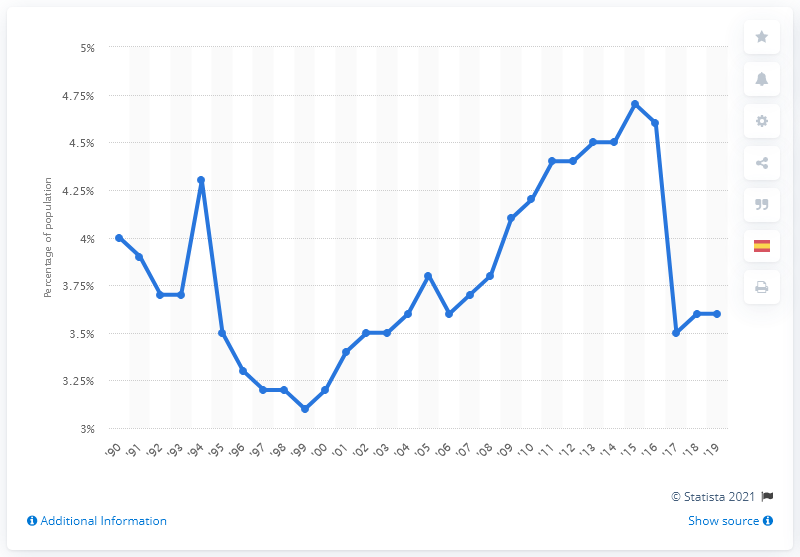 5%
4.75%
4.5%
4.25%
4%
3.75%
3.5%
3.25%
3%
Percentage of population
'90 '91 '92 '93 '94 '95 '96 '97 '98 '99 '00 '01 '02 '03 '04 '05 '06 '07 '08 '09 '10 '11 '12 '13 '14 '15 '16 '17 '18 '19
© Statista 2021
Additional Information
Show source